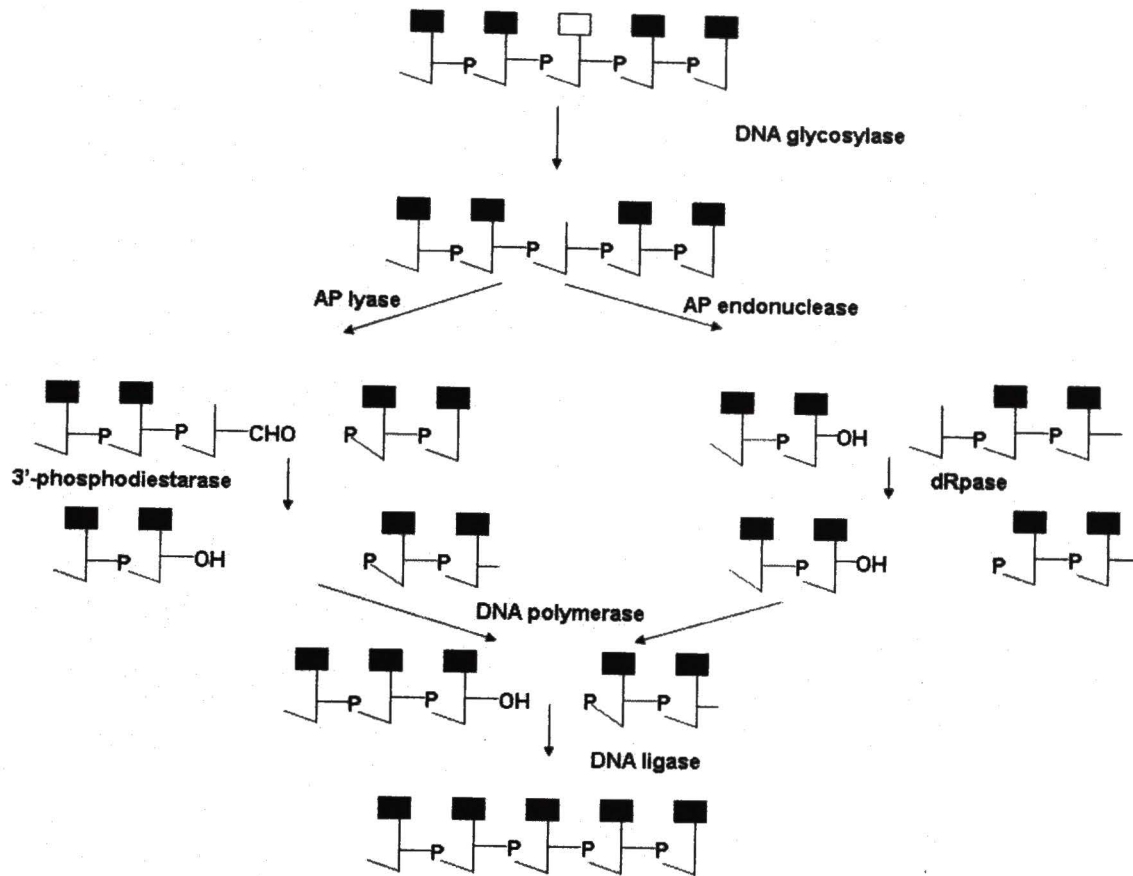 P P P P
DNA glycosylase
P P P P
AP lyase AP endonuclease
P P CHO P P P OH P P
3'-phosphodiestarase dRpase
P OH P P P OH P P
DNA polymerase
P P OH P P
DNA ligase
P P P P